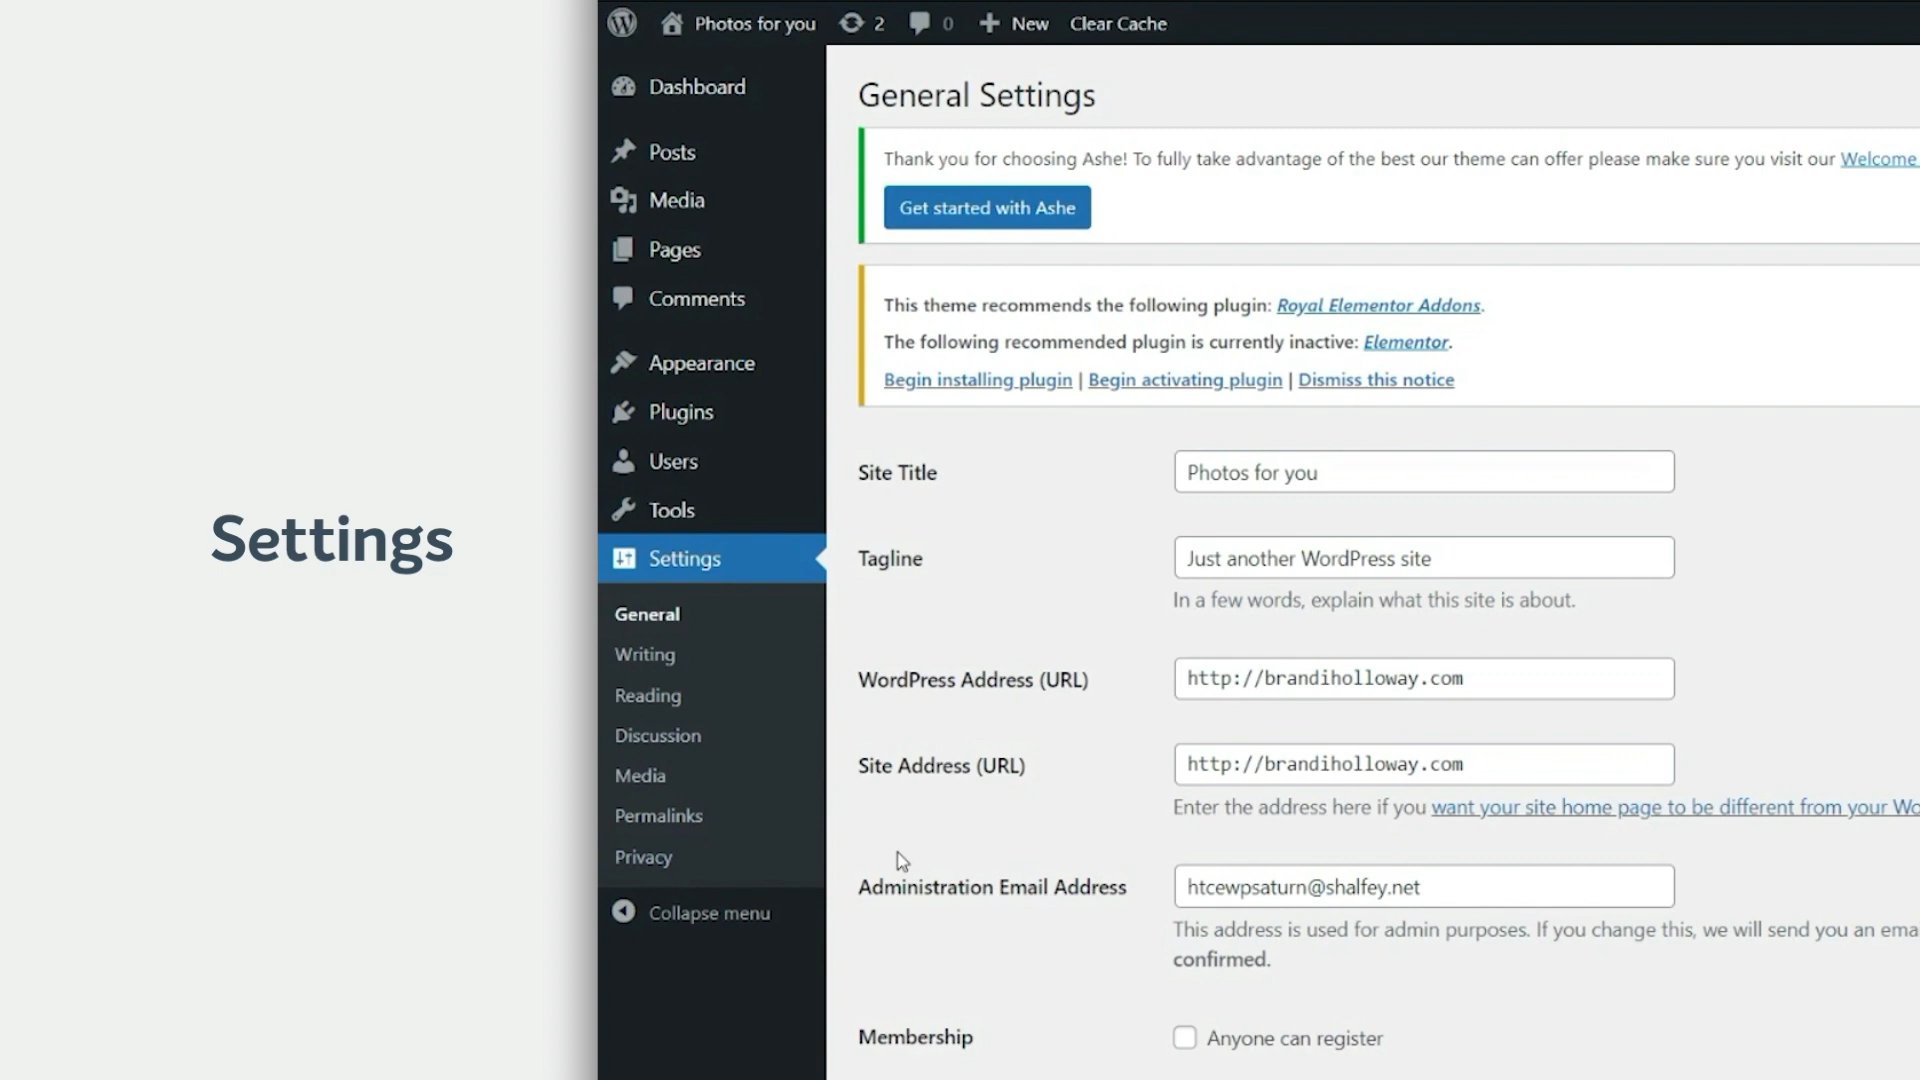 Photos for you 2 0 New Clear Cache
Dashboard
Posts
Media
Pages
Comments
Appearance
Plugins
Users
Tools
Settings
General
Writing
Reading
Discussion
Media
Permalinks
Privacy
Collapse menu
Settings
General Settings
Thank you for choosing Ashe! To fully take advantage of the best our theme can offer please make sure you visit our Welcome
Get started with Ashe
This theme recommends the following plugin: Royal Elementor Addons.
The following recommended plugin is currently inactive: Elementor.
Begin installing plugin | Begin activating plugin | Dismiss this notice
Site Title Photos for you
Tagline Just another WordPress site
In a few words, explain what this site is about.
WordPress Address (URL) http://brandiholloway.com
Site Address (URL) http://brandiholloway.com
Enter the address here if you want your site home page to be different from your Wo
Administration Email Address htcewpsaturn@shalfey.net
This address is used for admin purposes. If you change this, we will send you an ema
confirmed.
Membership Anyone can register